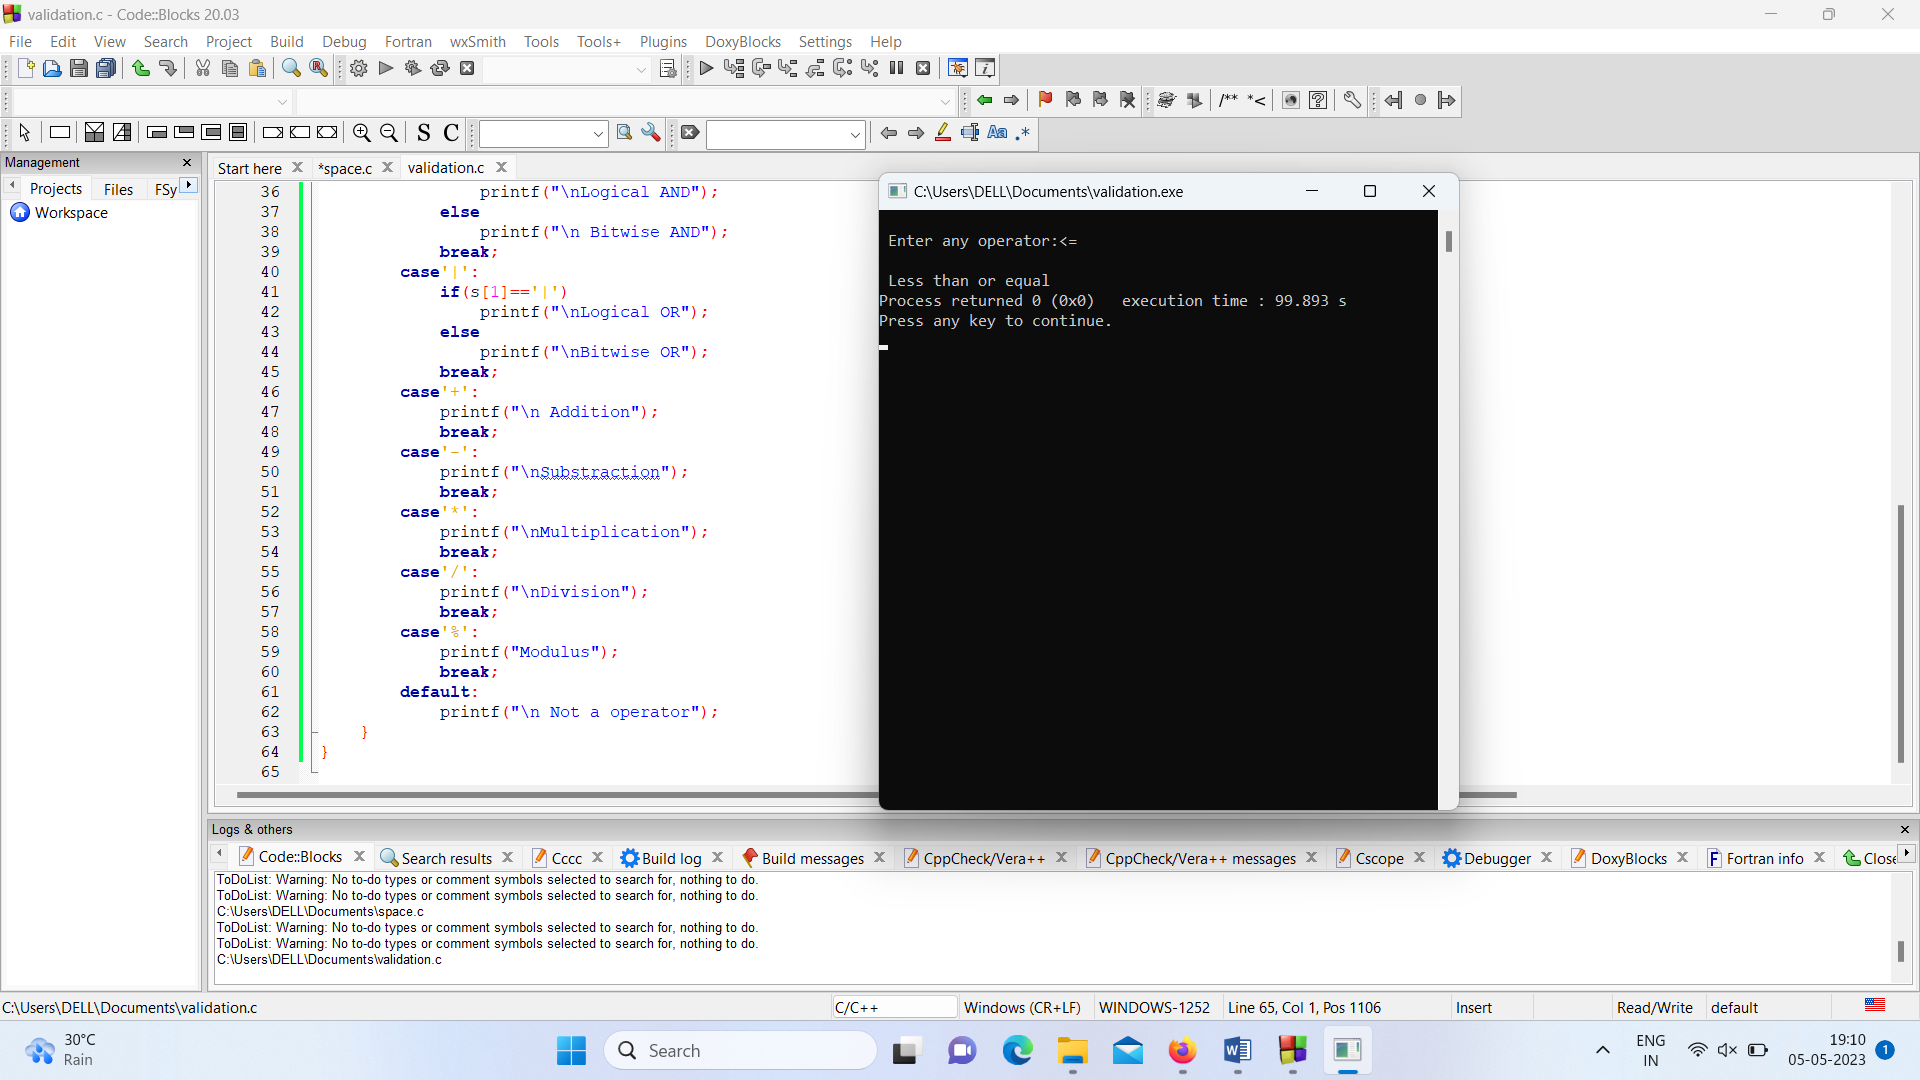 validation.c - Code::Blocks 20.03
File Edit View Search Project Build Debug Fortran wxSmith Tools Tools+ Plugins DoxyBlocks Settings Help
/** *<
S C
Aa .*
Management
Projects Files FSy
Workspace
Start here *space.c validation.c
36 printf("\nLogical AND");
37 else
38 printf("\n Bitwise AND");
39 break;
40 case'|':
41 if(s[1]=='|')
42 printf("\nLogical OR");
43 else
44 printf("\nBitwise OR");
45 break;
46 case'+':
47 printf("\n Addition");
48 break;
49 case'-':
50 printf("\nSubstraction");
51 break;
52 case'*':
53 printf("\nMultiplication");
54 break;
55 case'/':
56 printf("\nDivision");
57 break;
58 case'%':
59 printf("Modulus");
60 break;
61 default:
62 printf("\n Not a operator");
63 }
64 }
65
C:\Users\DELL\Documents\validation.exe
Enter any operator:<=
Less than or equal
Process returned 0 (0x0) execution time : 99.893 s
Press any key to continue.
Logs & others
Code::Blocks Search results Cccc Build log Build messages CppCheck/Vera++ CppCheck/Vera++ messages Cscope Debugger DoxyBlocks Fortran info Close
ToDoList: Warning: No to-do types or comment symbols selected to search for, nothing to do.
ToDoList: Warning: No to-do types or comment symbols selected to search for, nothing to do.
C:\Users\DELL\Documents\space.c
ToDoList: Warning: No to-do types or comment symbols selected to search for, nothing to do.
ToDoList: Warning: No to-do types or comment symbols selected to search for, nothing to do.
C:\Users\DELL\Documents\validation.c
C:\Users\DELL\Documents\validation.c C/C++ Windows (CR+LF) WINDOWS-1252 Line 65, Col 1, Pos 1106 Insert Read/Write default
30°C
Rain
Search
ENG
IN
19:10
05-05-2023
1